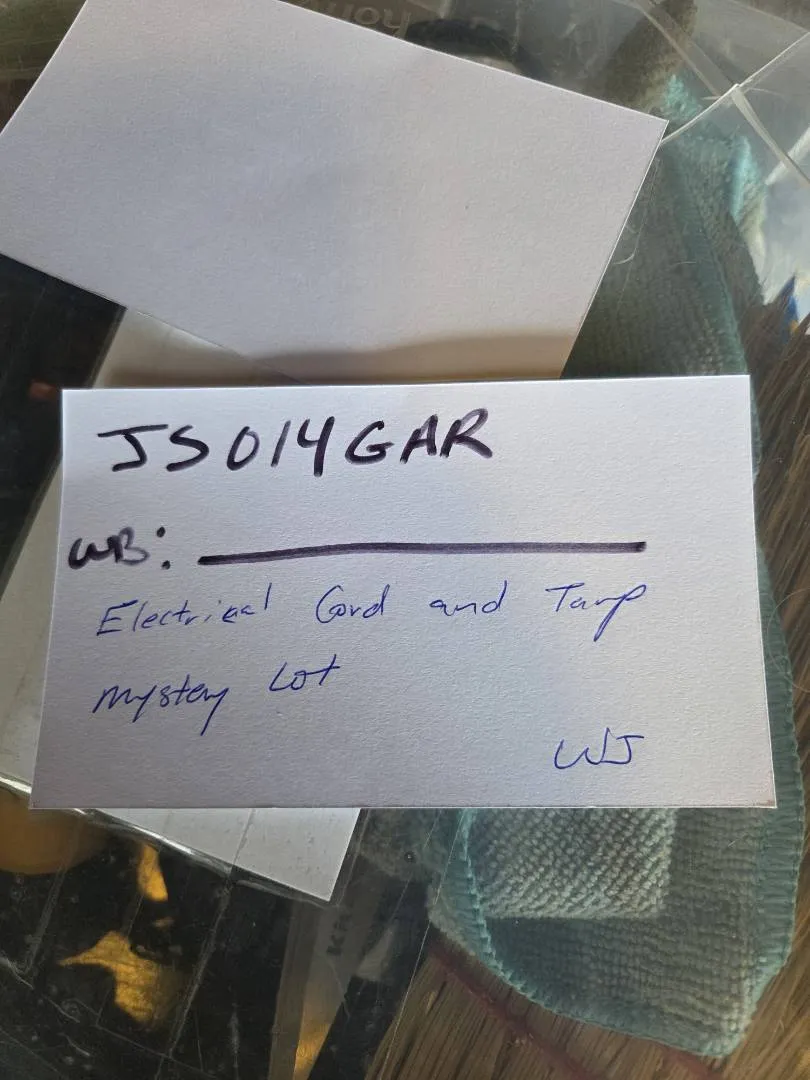 JS014GAR
WB:
Electrical Cord and Tarp
Mystery Lot
WJ